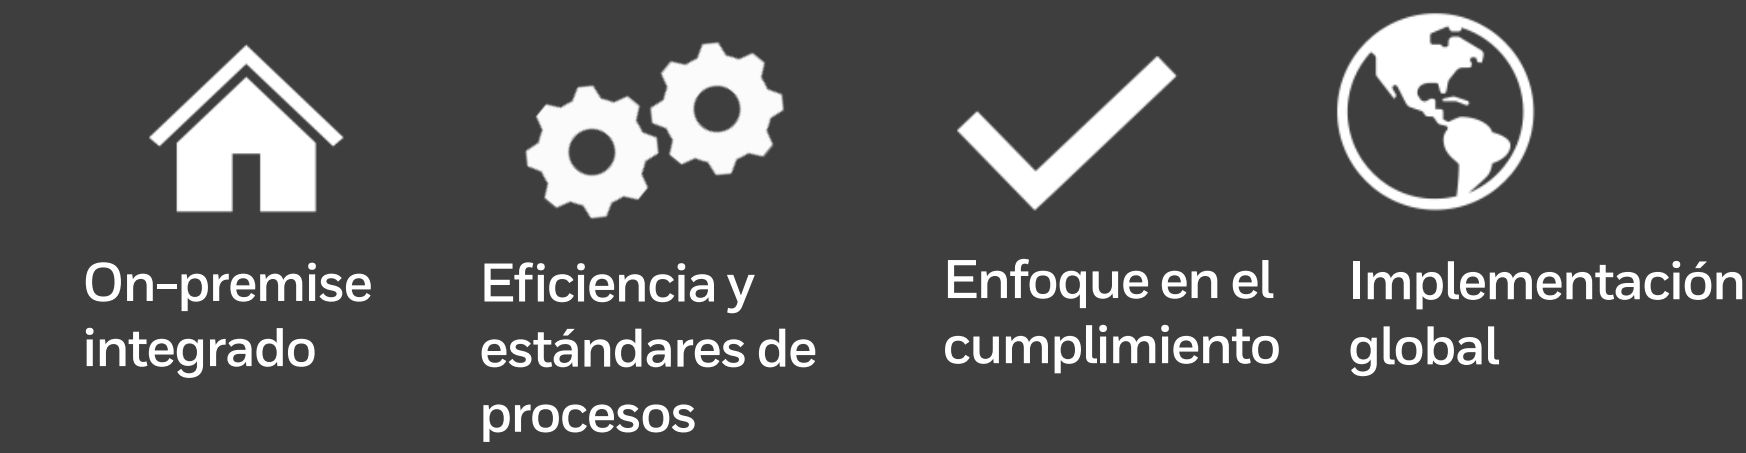 On-premise
integrado
Eficiencia y
estándares de
procesos
Enfoque en el
cumplimiento
Implementación
global